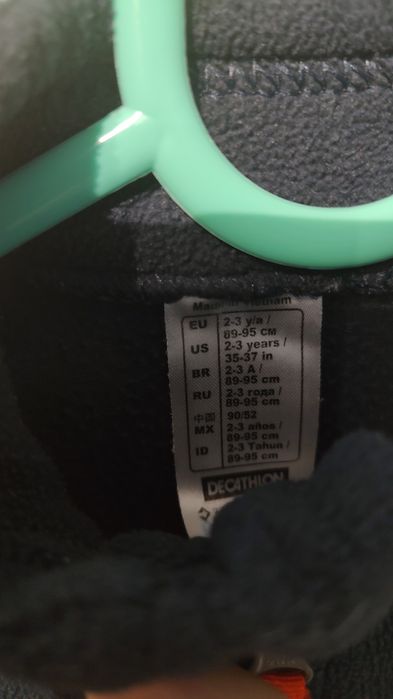 Made in Vietnam
EU 2-3 y/a /
89-95 см
US 2-3 years /
35-37 in
BR 2-3 A /
89-95 cm
RU 2-3 года /
89-95 cm
中国 90/52
MX 2-3 años /
89-95 cm
ID 2-3 Tahun /
89-95 cm
DECATHLON